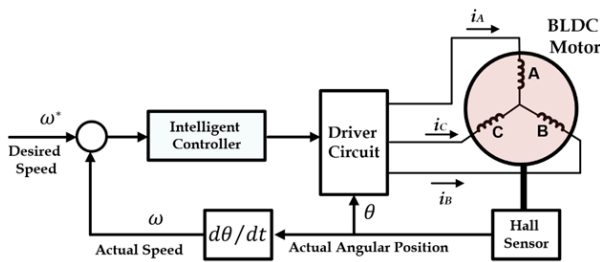 i_A
BLDC
Motor
A
C
B
ω*
Desired
Speed
Intelligent
Controller
Driver
Circuit
i_C
i_B
θ
ω
Actual Speed
dθ/dt
Actual Angular Position
Hall
Sensor